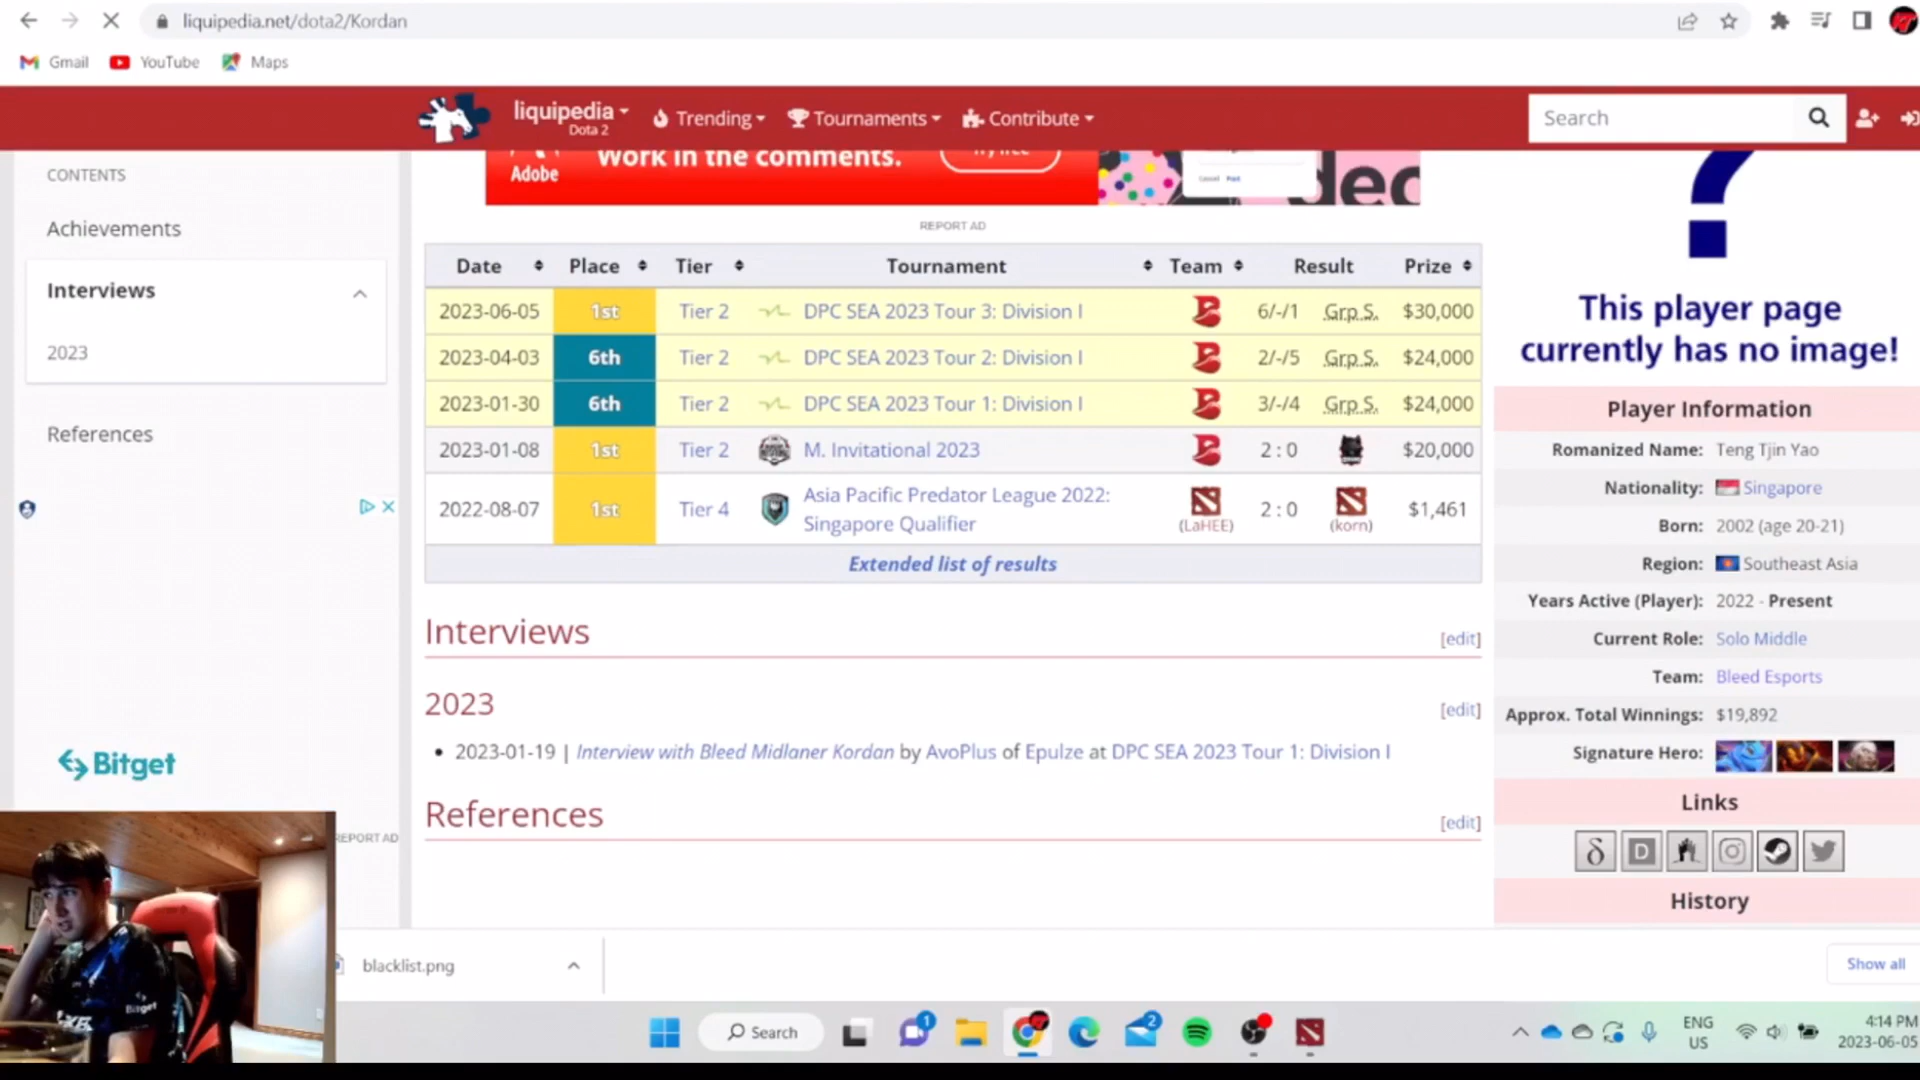 liquipedia.net/dota2/Kordan
Gmail YouTube Maps
liquipedia Dota 2 Trending Tournaments Contribute Search
CONTENTS
Achievements
Interviews
2023
References
Adobe
Work in the comments.
REPORT AD
Date Place Tier Tournament Team Result Prize
2023-06-05 1st Tier 2 DPC SEA 2023 Tour 3: Division I 6/-/1 Grp S. $30,000
2023-04-03 6th Tier 2 DPC SEA 2023 Tour 2: Division I 2/-/5 Grp S. $24,000
2023-01-30 6th Tier 2 DPC SEA 2023 Tour 1: Division I 3/-/4 Grp S. $24,000
2023-01-08 1st Tier 2 M. Invitational 2023 2 : 0 $20,000
2022-08-07 1st Tier 4 Asia Pacific Predator League 2022: Singapore Qualifier (LaHEE) 2 : 0 (korn) $1,461
Extended list of results
Interviews [edit]
2023 [edit]
• 2023-01-19 | Interview with Bleed Midlaner Kordan by AvoPlus of Epulze at DPC SEA 2023 Tour 1: Division I
References [edit]
This player page
currently has no image!
Player Information
Romanized Name: Teng Tjin Yao
Nationality: Singapore
Born: 2002 (age 20-21)
Region: Southeast Asia
Years Active (Player): 2022 - Present
Current Role: Solo Middle
Team: Bleed Esports
Approx. Total Winnings: $19,892
Signature Hero:
Links
History
Bitget
REPORT AD
Bitget
blacklist.png
Show all
Search
1
2
ENG
US
4:14 PM
2023-06-05